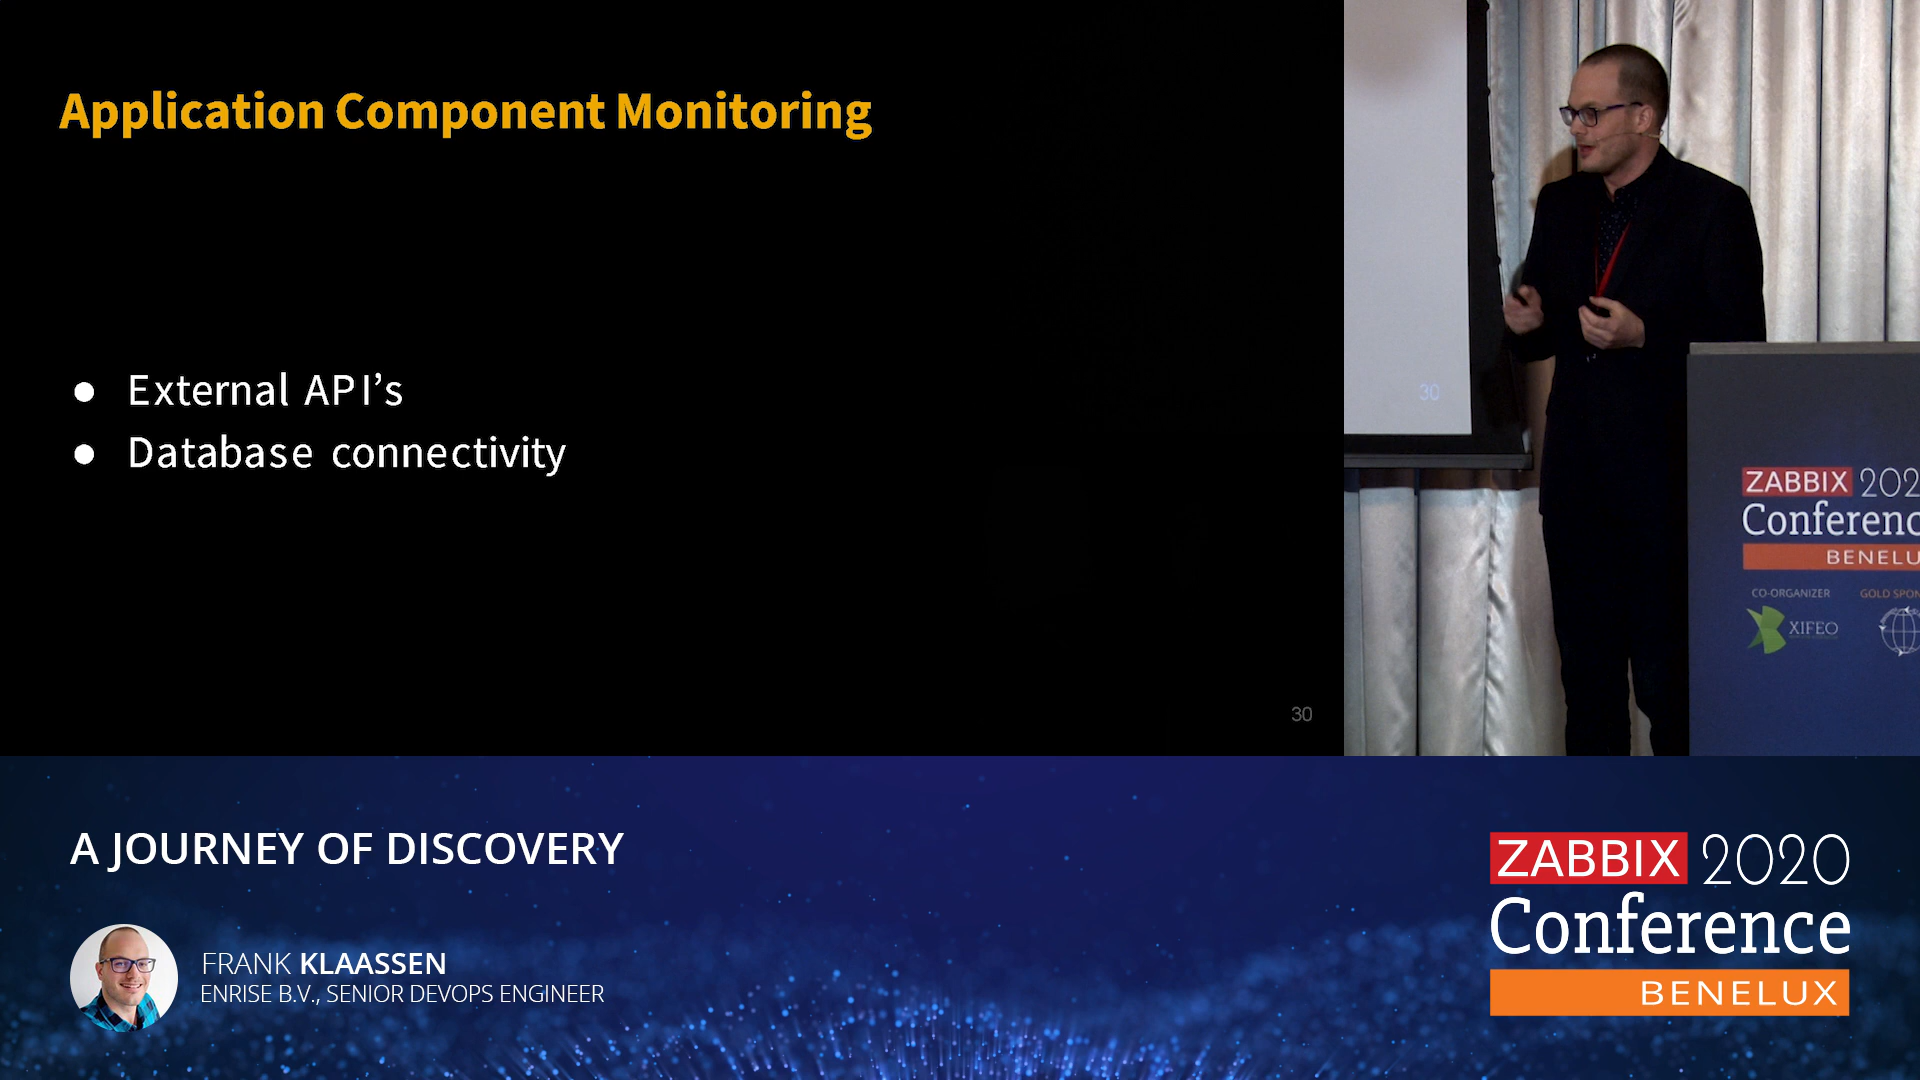 Application Component Monitoring
● External API's
● Database connectivity
30
30
ZABBIX 202
Conferenc
BENELU
CO-ORGANIZER
GOLD SPON
XIFEO
A JOURNEY OF DISCOVERY
FRANK KLAASSEN
ENRISE B.V., SENIOR DEVOPS ENGINEER
ZABBIX 2020
Conference
BENELUX